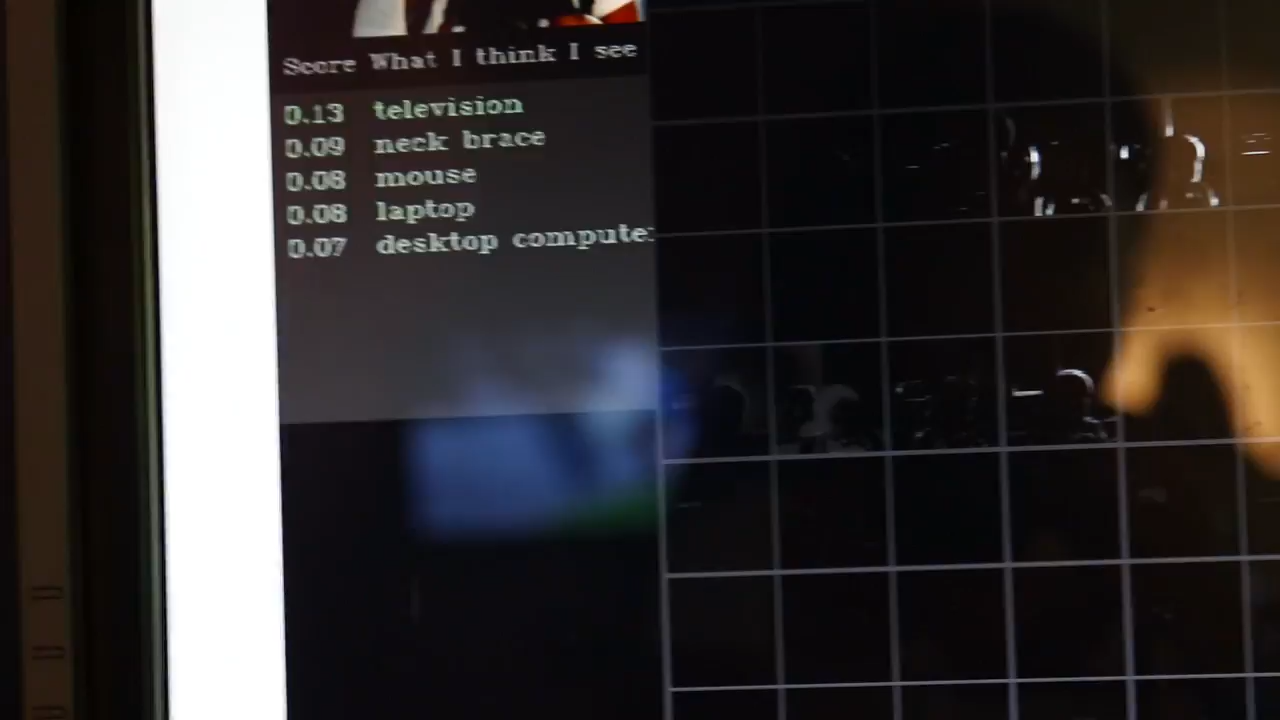 Score What I think I see
0.13 television
0.09 neck brace
0.08 mouse
0.08 laptop
0.07 desktop compute